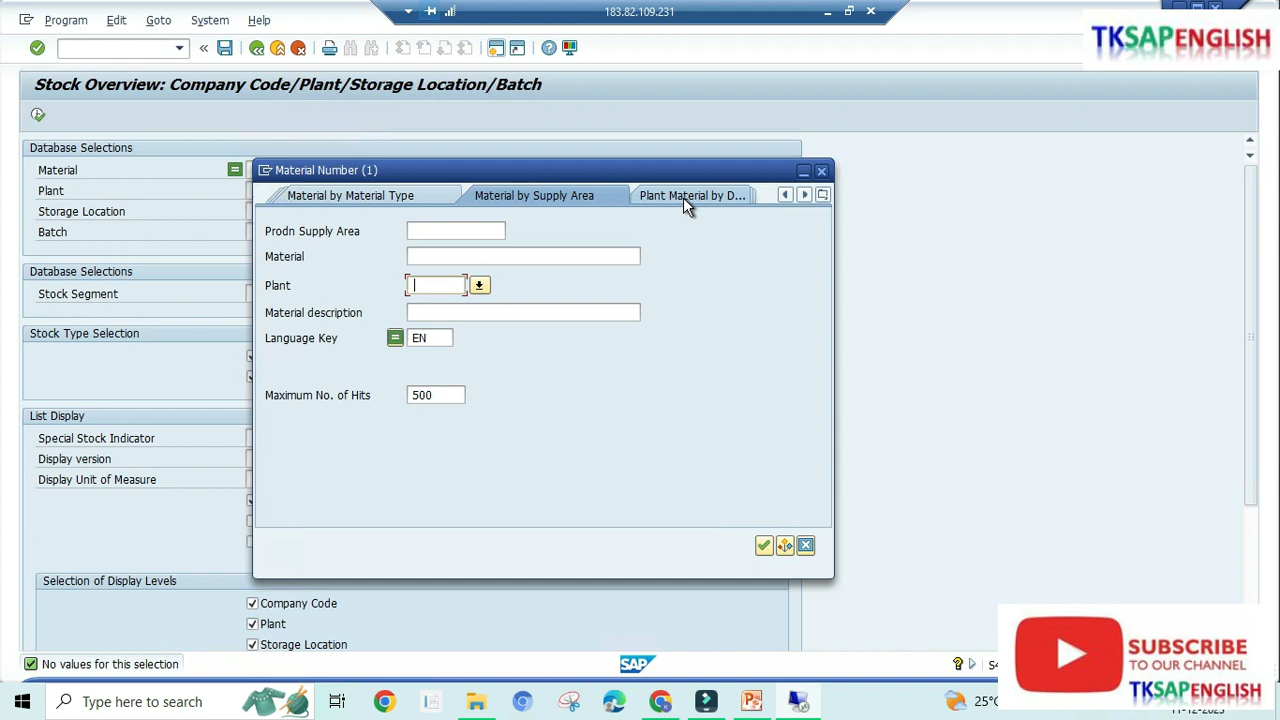 183.82.109.231
Program Edit Goto System Help
TKSAPENGLISH
Stock Overview: Company Code/Plant/Storage Location/Batch
Database Selections
Material
Plant
Storage Location
Batch
Database Selections
Stock Segment
Stock Type Selection
List Display
Special Stock Indicator
Display version
Display Unit of Measure
Selection of Display Levels
Company Code
Plant
Storage Location
Material Number (1)
Material by Material Type Material by Supply Area Plant Material by D...
Prodn Supply Area
Material
Plant
Material description
Language Key EN
Maximum No. of Hits 500
No values for this selection
SAP
SUBSCRIBE
TO OUR CHANNEL
TKSAPENGLISH
Type here to search
25°C